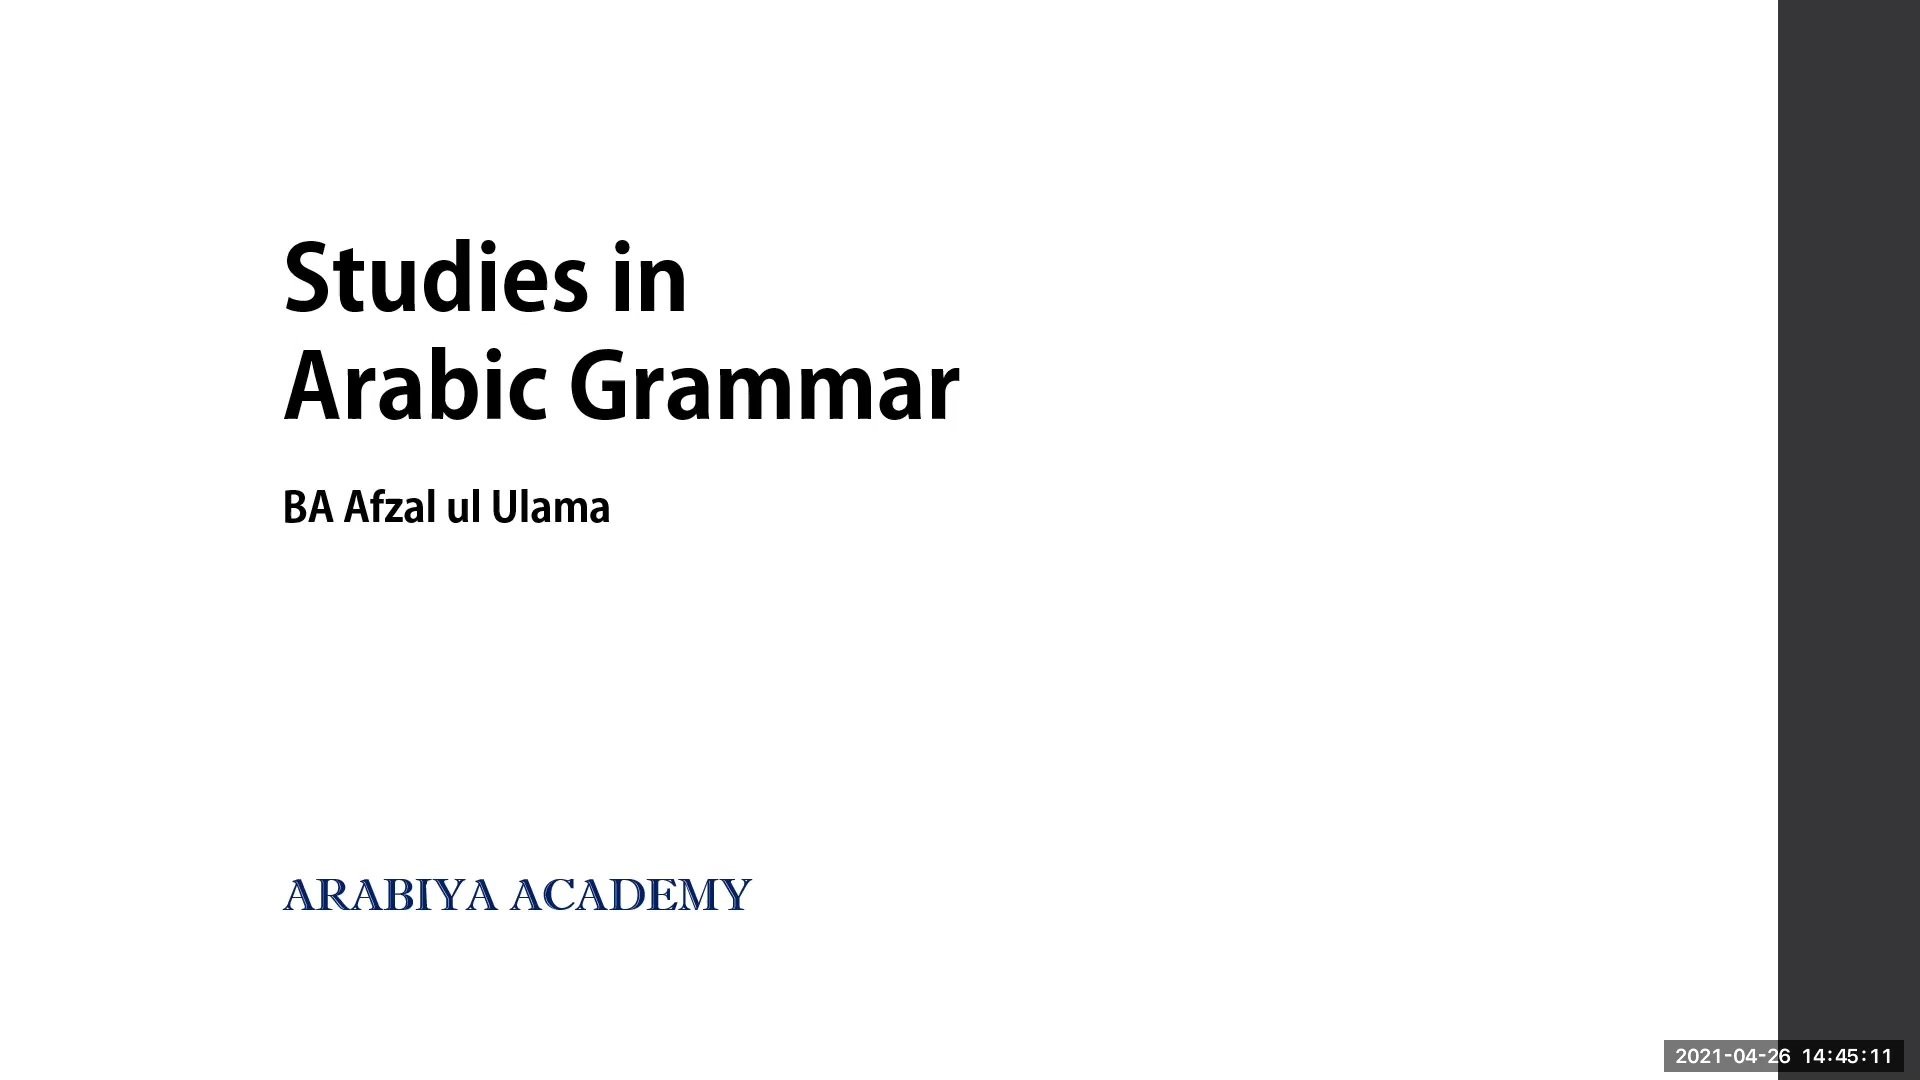 Studies in
Arabic Grammar
BA Afzal ul Ulama
ARABIYA ACADEMY
2021-04-26 14:45:11